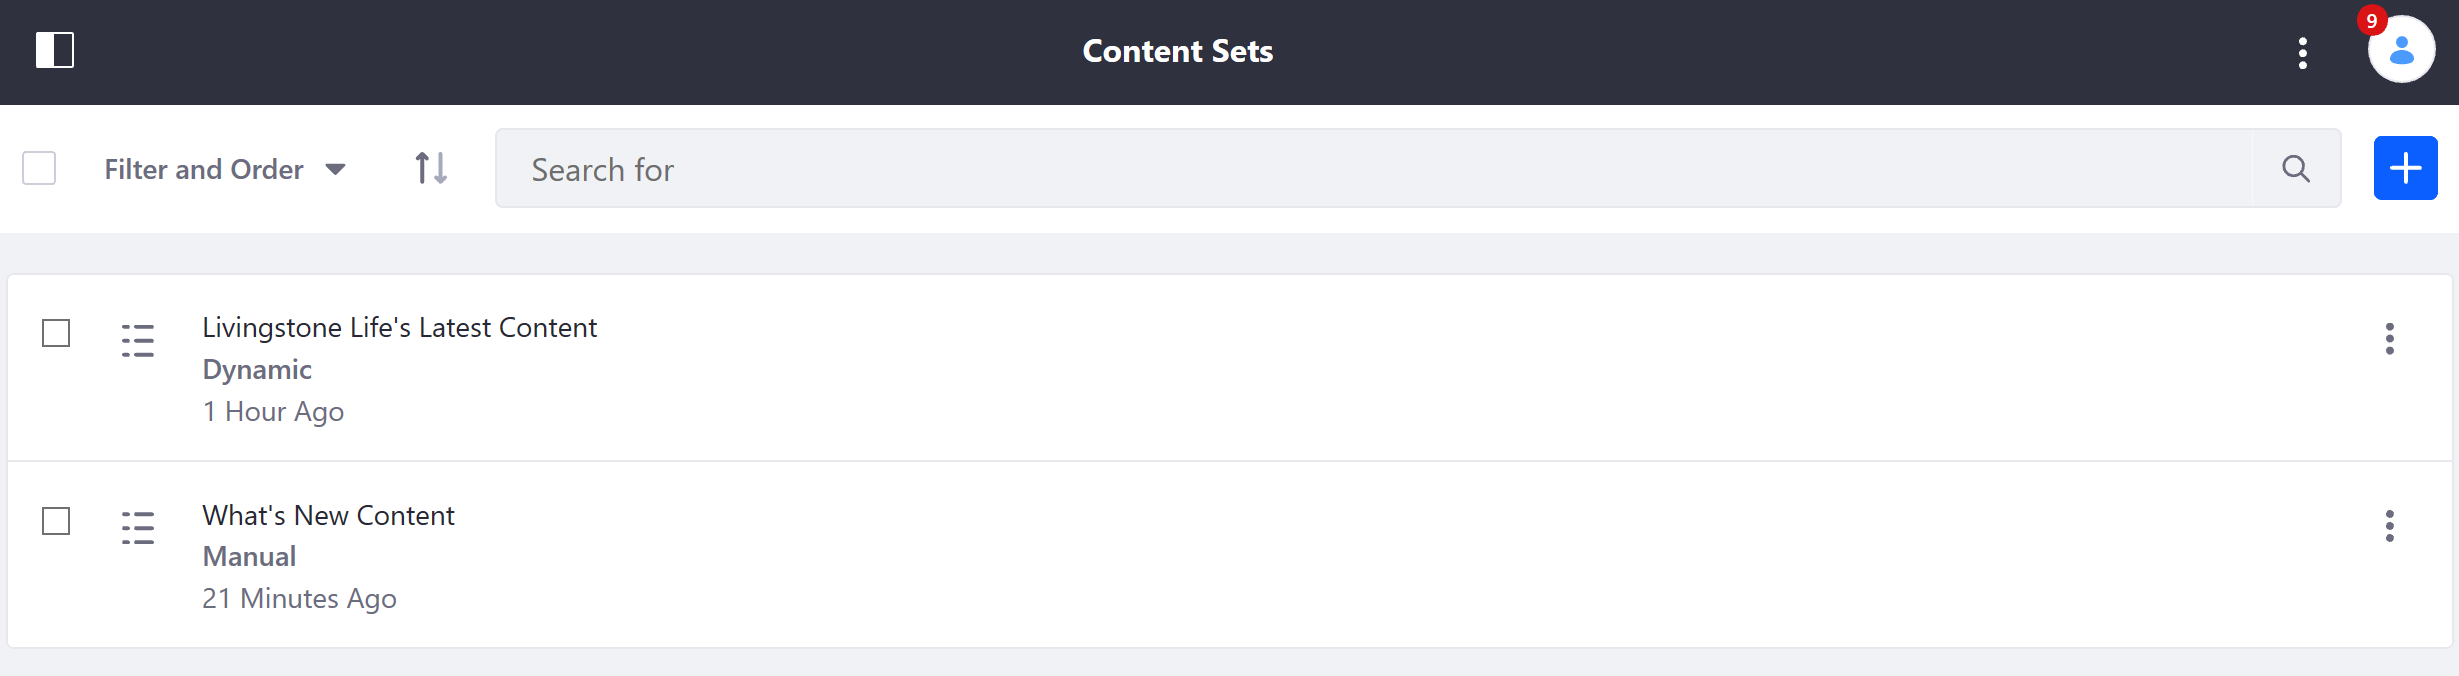 Content Sets
9
Filter and Order
Search for
Livingstone Life's Latest Content
Dynamic
1 Hour Ago
What's New Content
Manual
21 Minutes Ago